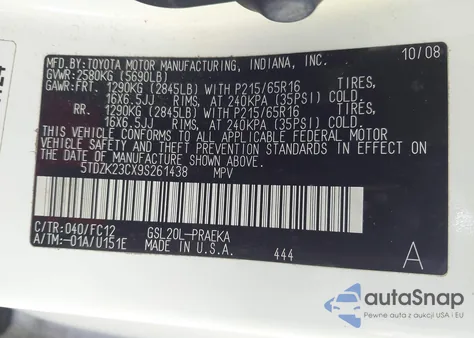 MFD.BY:TOYOTA MOTOR MANUFACTURING, INDIANA, INC. 10/08
GVWR:2580KG (5690LB)
GAWR:FRT. 1290KG (2845LB) WITH P215/65R16 TIRES,
16X6.5JJ RIMS, AT 240KPA (35PSI) COLD.
RR. 1290KG (2845LB) WITH P215/65R16 TIRES,
16X6.5JJ RIMS, AT 240KPA (35PSI) COLD.
THIS VEHICLE CONFORMS TO ALL APPLICABLE FEDERAL MOTOR
VEHICLE SAFETY AND THEFT PREVENTION STANDARDS IN EFFECT
ON THE DATE OF MANUFACTURE SHOWN ABOVE.
5TDZK23CX9S261438 MPV
C/TR:040/FC12 GSL20L-PRAEKA
A/TM:-01A/U151E MADE IN U.S.A. 444 A
autoSnap
Pewne auta z aukcji USA i EU